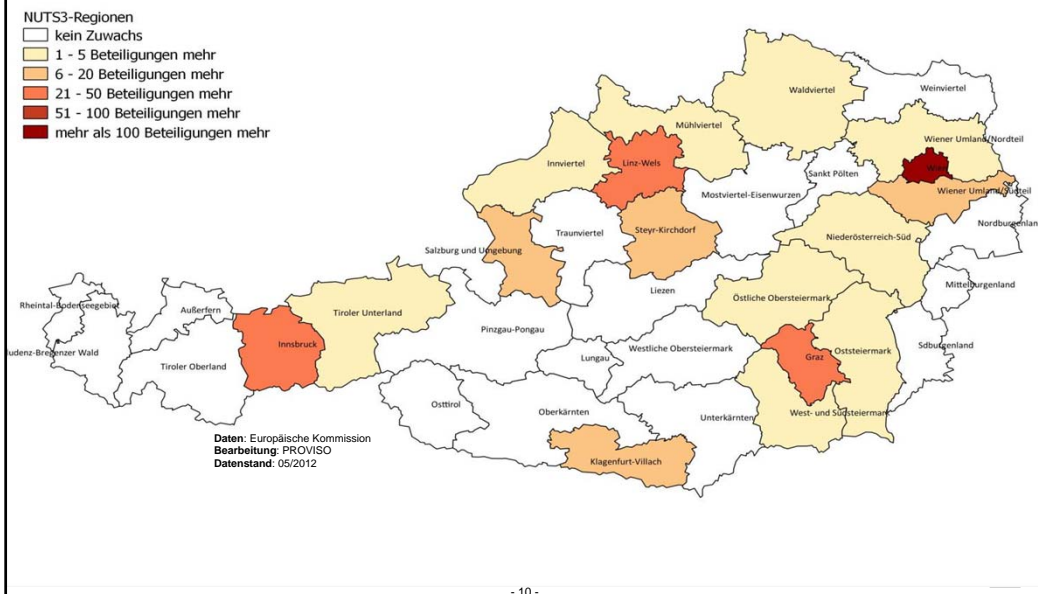 NUTS3-Regionen
kein Zuwachs
1 - 5 Beteiligungen mehr
6 - 20 Beteiligungen mehr
21 - 50 Beteiligungen mehr
51 - 100 Beteiligungen mehr
mehr als 100 Beteiligungen mehr
Waldviertel
Weinviertel
Mühlviertel
Wiener Umland/Nordteil
Innviertel
Linz-Wels
Wien
Sankt Pölten
Mostviertel-Eisenwurzen
Wiener Umland/Südteil
Traunviertel
Steyr-Kirchdorf
Nordburgenlan
Niederösterreich-Süd
Salzburg und Umgebung
Liezen
Mittelburgenland
Rheintal-Bodenseegebiet
Außerfern
Tiroler Unterland
Östliche Obersteiermark
Pinzgau-Pongau
Innsbruck
Westliche Obersteiermark
Graz
Oststeiermark
Sdburgenland
ludenz-Bregenzer Wald
Tiroler Oberland
Lungau
Osttirol
Oberkärnten
Unterkärnten
West- und Südsteiermark
Klagenfurt-Villach
Daten: Europäische Kommission
Bearbeitung: PROVISO
Datenstand: 05/2012
- 10 -